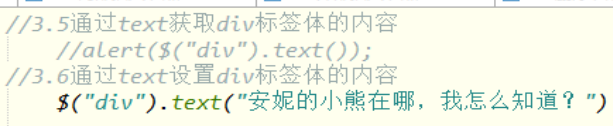 //3.5通过text获取div标签体的内容
//alert($("div").text());
//3.6通过text设置div标签体的内容
$("div").text("安妮的小熊在哪，我怎么知道？")